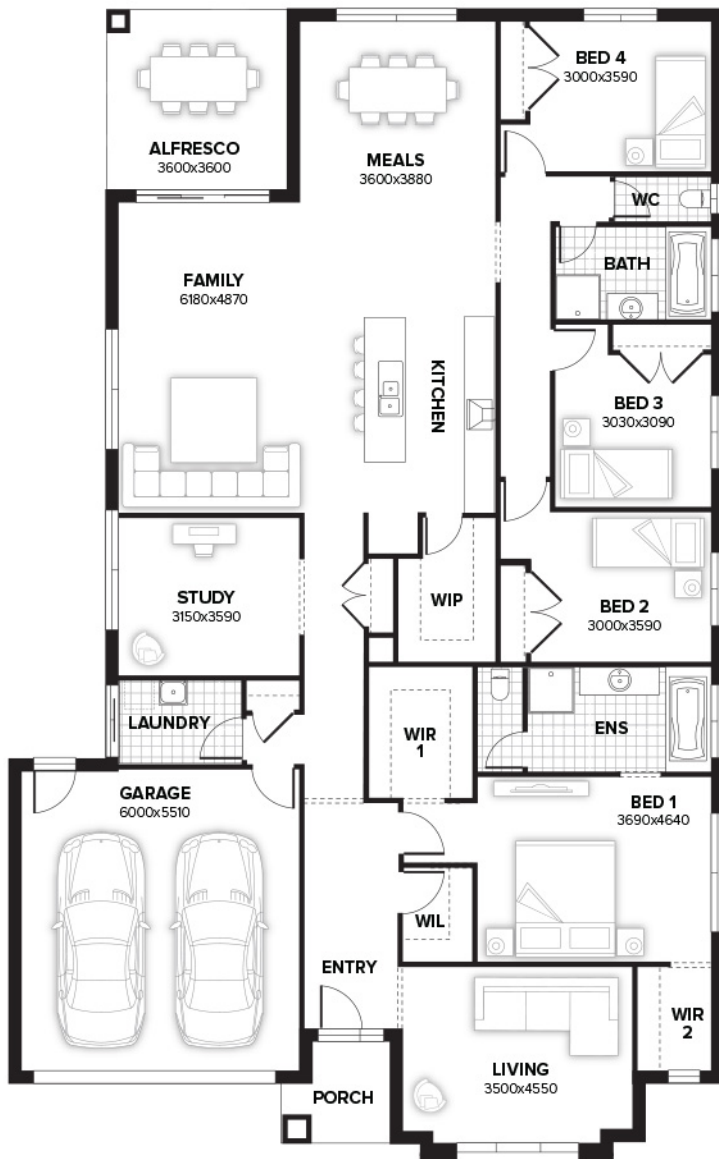 BED 4
3000x3590
ALFRESCO
3600x3600
MEALS
3600x3880
WC
BATH
FAMILY
6180x4870
KITCHEN
BED 3
3030x3090
STUDY
3150x3590
WIP
BED 2
3000x3590
LAUNDRY
WIR
1
ENS
GARAGE
6000x5510
BED 1
3690x4640
WIL
ENTRY
WIR
2
LIVING
3500x4550
PORCH